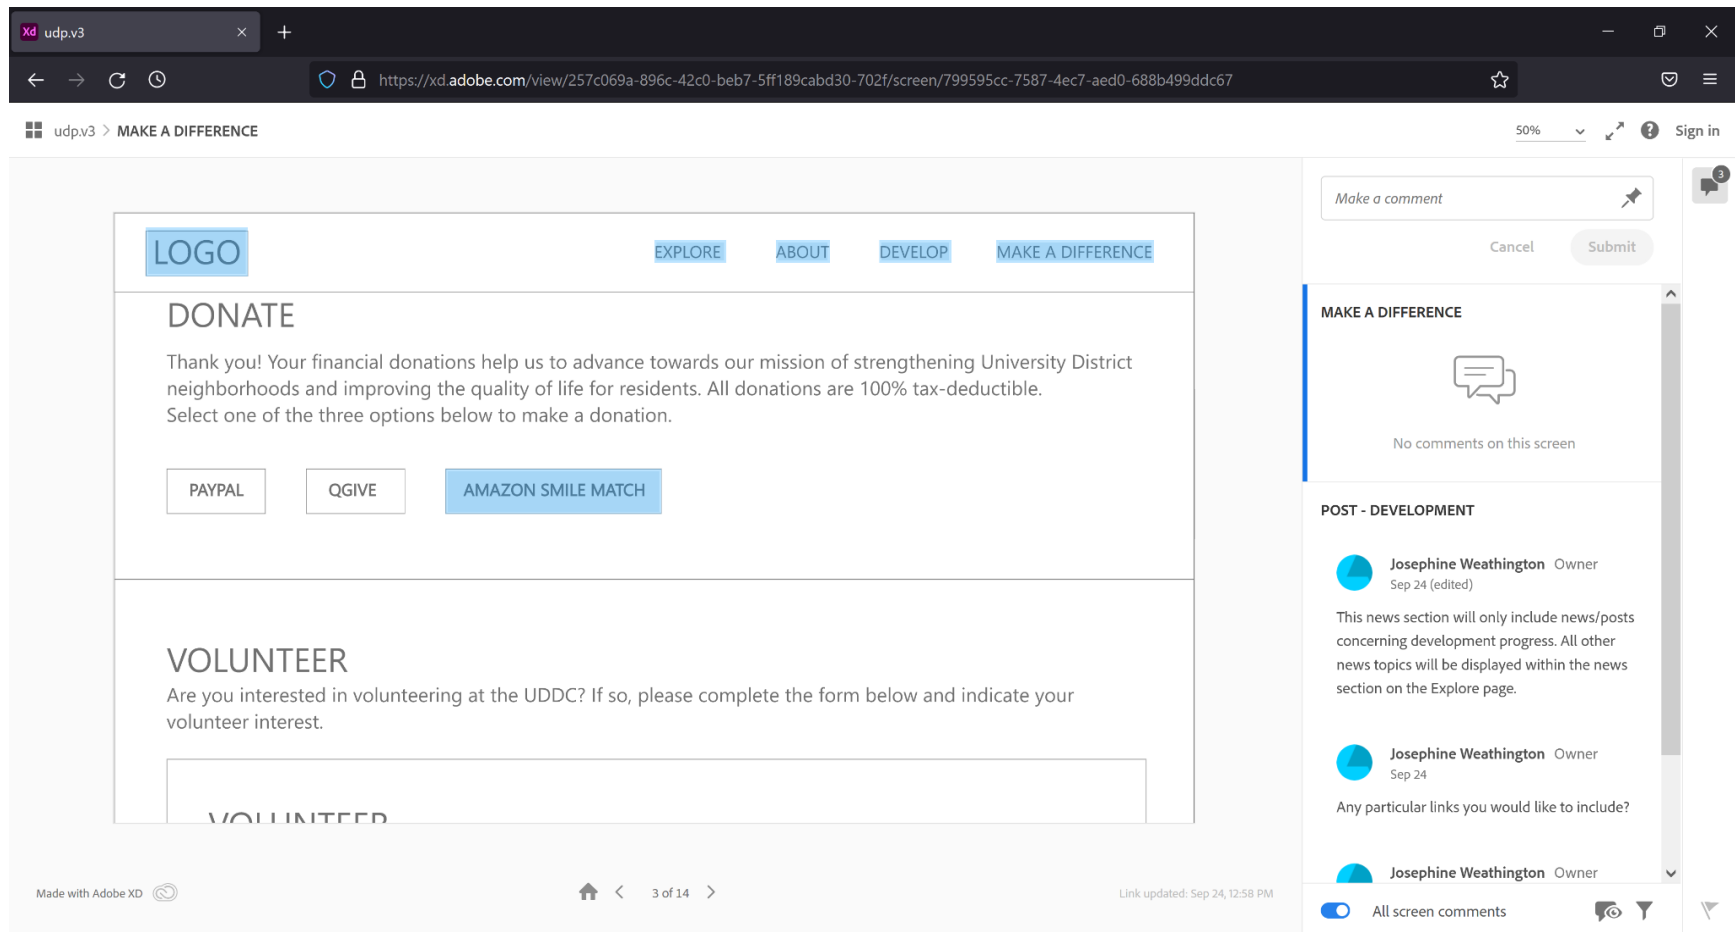 Xd udp.v3
https://xd.adobe.com/view/257c069a-896c-42c0-beb7-5ff189cabd30-702f/screen/799595cc-7587-4ec7-aed0-688b499ddc67
udp.v3 > MAKE A DIFFERENCE
50%
Sign in
LOGO
EXPLORE
ABOUT
DEVELOP
MAKE A DIFFERENCE
DONATE
Thank you! Your financial donations help us to advance towards our mission of strengthening University District
neighborhoods and improving the quality of life for residents. All donations are 100% tax-deductible.
Select one of the three options below to make a donation.
PAYPAL
QGIVE
AMAZON SMILE MATCH
VOLUNTEER
Are you interested in volunteering at the UDDC? If so, please complete the form below and indicate your
volunteer interest.
VOLUNTEER
Made with Adobe XD
3 of 14
Link updated: Sep 24, 12:58 PM
Make a comment
3
Cancel
Submit
MAKE A DIFFERENCE
No comments on this screen
POST - DEVELOPMENT
Josephine Weathington Owner
Sep 24 (edited)
This news section will only include news/posts
concerning development progress. All other
news topics will be displayed within the news
section on the Explore page.
Josephine Weathington Owner
Sep 24
Any particular links you would like to include?
Josephine Weathington Owner
All screen comments